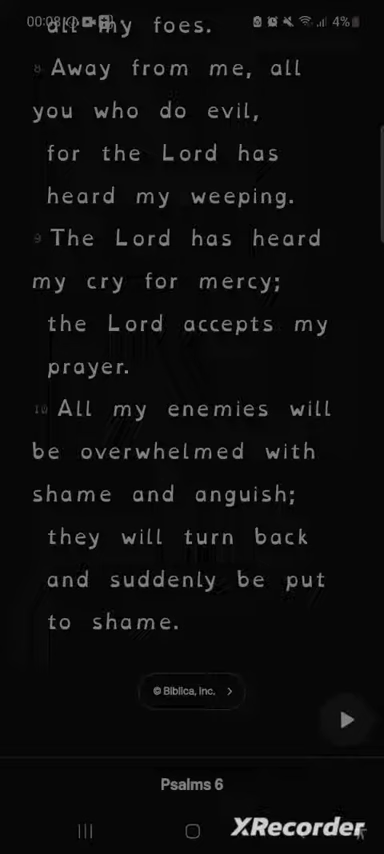 00:08 4%
all my foes.
8 Away from me, all
you who do evil,
for the Lord has
heard my weeping.
9 The Lord has heard
my cry for mercy;
the Lord accepts my
prayer.
10 All my enemies will
be overwhelmed with
shame and anguish;
they will turn back
and suddenly be put
to shame.
© Biblica, Inc.
Psalms 6
XRecorder